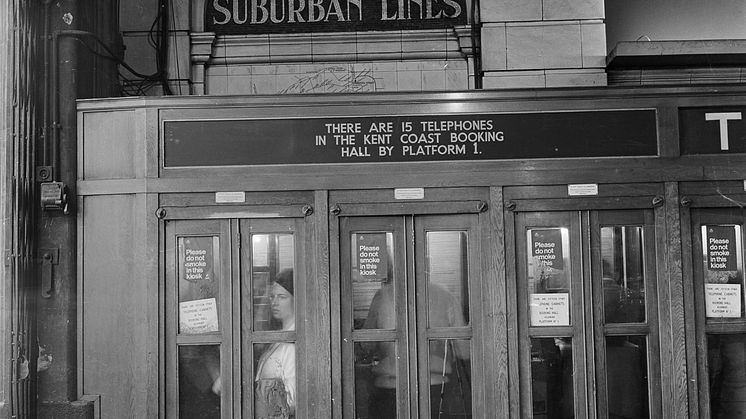 SUBURBAN LINES
THERE ARE 15 TELEPHONES
IN THE KENT COAST BOOKING
HALL BY PLATFORM 1.
T
Please
do not
smoke
in this
kiosk
Please do
not smoke
in this
kiosk
Please do
not smoke
in this
kiosk
Please do
not smoke
in this
kiosk